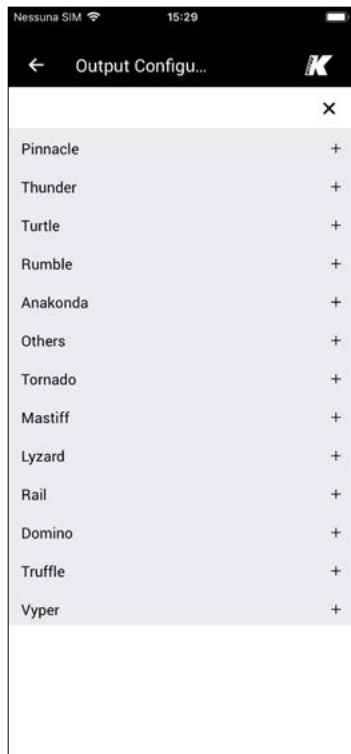 Nessuna SIM 15:29
Output Configu...
Pinnacle
Thunder
Turtle
Rumble
Anakonda
Others
Tornado
Mastiff
Lyzard
Rail
Domino
Truffle
Vyper